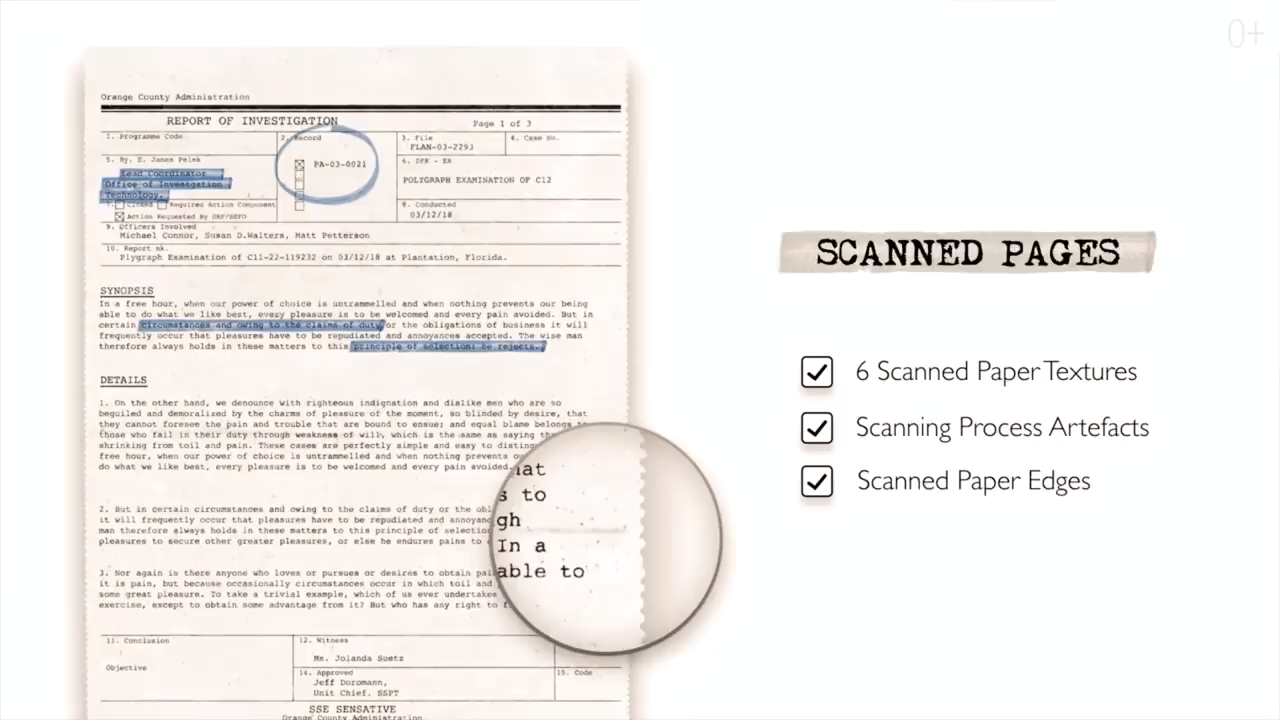 0+
Orange County Administration
REPORT OF INVESTIGATION
Page 1 of 3
1. Programme Code
2. Record
3. File
4. Case No.
FLAN-03-2293
PA-03-0021
5. By. E. James Pelek
Lead Coordinator
Office of Investgation
Technology.
6. DFR - ER
POLYGRAPH EXAMINATION OF C12
7. Closed
Required Action Component
Action Requested By
8. Conducted
03/12/18
9. Officers Involved
Michael Connor, Susan D.Walters, Matt Petterson
10. Report nk.
Plygraph Examination of C11-22-119232 on 03/12/18 at Plantation, Florida.
SYNOPSIS
In a free hour, when our power of choice is untrammelled and when nothing prevents our being
able to do what we like best, every pleasure is to be welcomed and every pain avoided. But in
certain circumstances and owing to the claims of duty or the obligations of business it will
frequently occur that pleasures have to be repudiated and annoyances accepted. The wise man
therefore always holds in these matters to this principle of selection: he rejects.
DETAILS
1. On the other hand, we denounce with righteous indignation and dislike men who are so
beguiled and demoralized by the charms of pleasure of the moment, so blinded by desire, that
they cannot foresee the pain and trouble that are bound to ensue; and equal blame belongs to
those who fail in their duty through weakness of will, which is the same as saying
shrinking from toil and pain. These cases are perfectly simple and easy to
free hour, when our power of choice is untrammelled and when nothing prevents
do what we like best, every pleasure is to be welcomed and every pain avoided.
2. But in certain circumstances and owing to the claims of duty or the
it will frequently occur that pleasures have to be repudiated and
man therefore always holds in these matters to this principle of
pleasures to secure other greater pleasures, or else he endures pains to
3. Nor again is there anyone who loves or pursues or desires to obtain
it is pain, but because occasionally circumstances occur in which toil and
some great pleasure. To take a trivial example, which of us ever undertakes
exercise, except to obtain some advantage from it? But who has any right to
to
gh
In a
able to
11. Conclusion
12. Witness
Ms. Jolanda Suetz
Objective
14. Approved
15. Code
Jeff Doromann,
Unit Chief. SSPT
SSE SENSATIVE
Orange County Administration
SCANNED PAGES
6 Scanned Paper Textures
Scanning Process Artefacts
Scanned Paper Edges